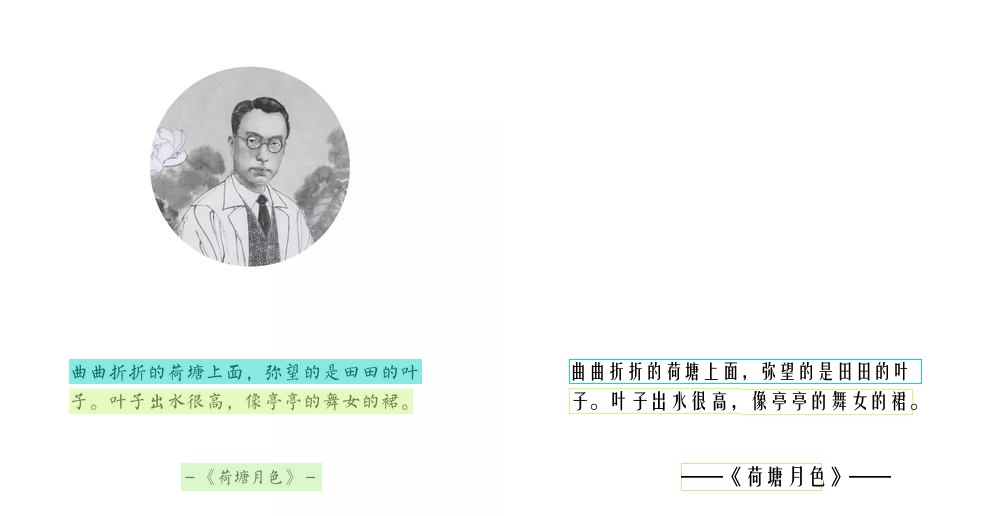 曲曲折折的荷塘上面，弥望的是田田的叶
子。叶子出水很高，像亭亭的舞女的裙。
—《荷塘月色》—
曲曲折折的荷塘上面，弥望的是田田的叶
子。叶子出水很高，像亭亭的舞女的裙。
——《荷塘月色》——